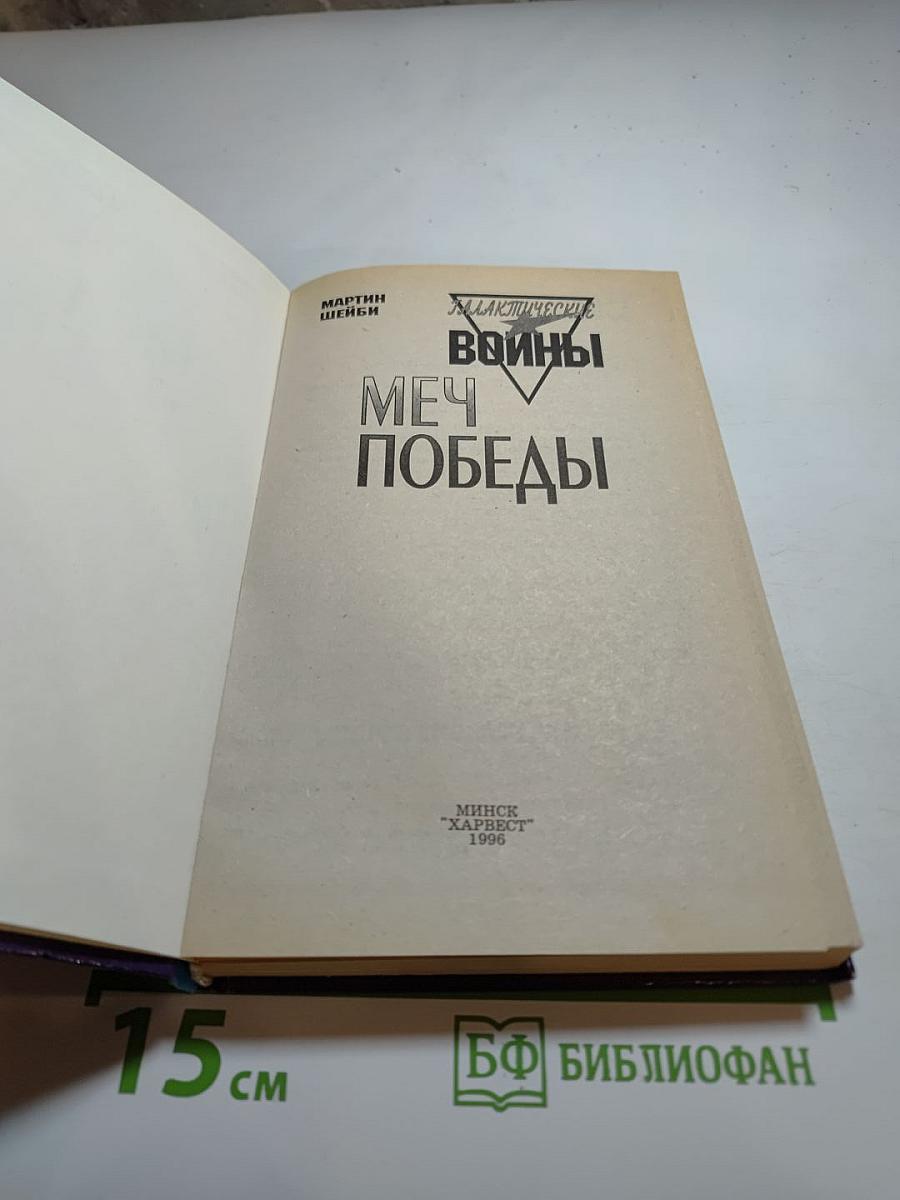 МАРТИН
ШЕЙБИ
ГАЛАКТИЧЕСКИЕ
ВОЙНЫ
МЕЧ
ПОБЕДЫ
МИНСК
"ХАРВЕСТ"
1996
15 см
БФ БИБЛИОФАН